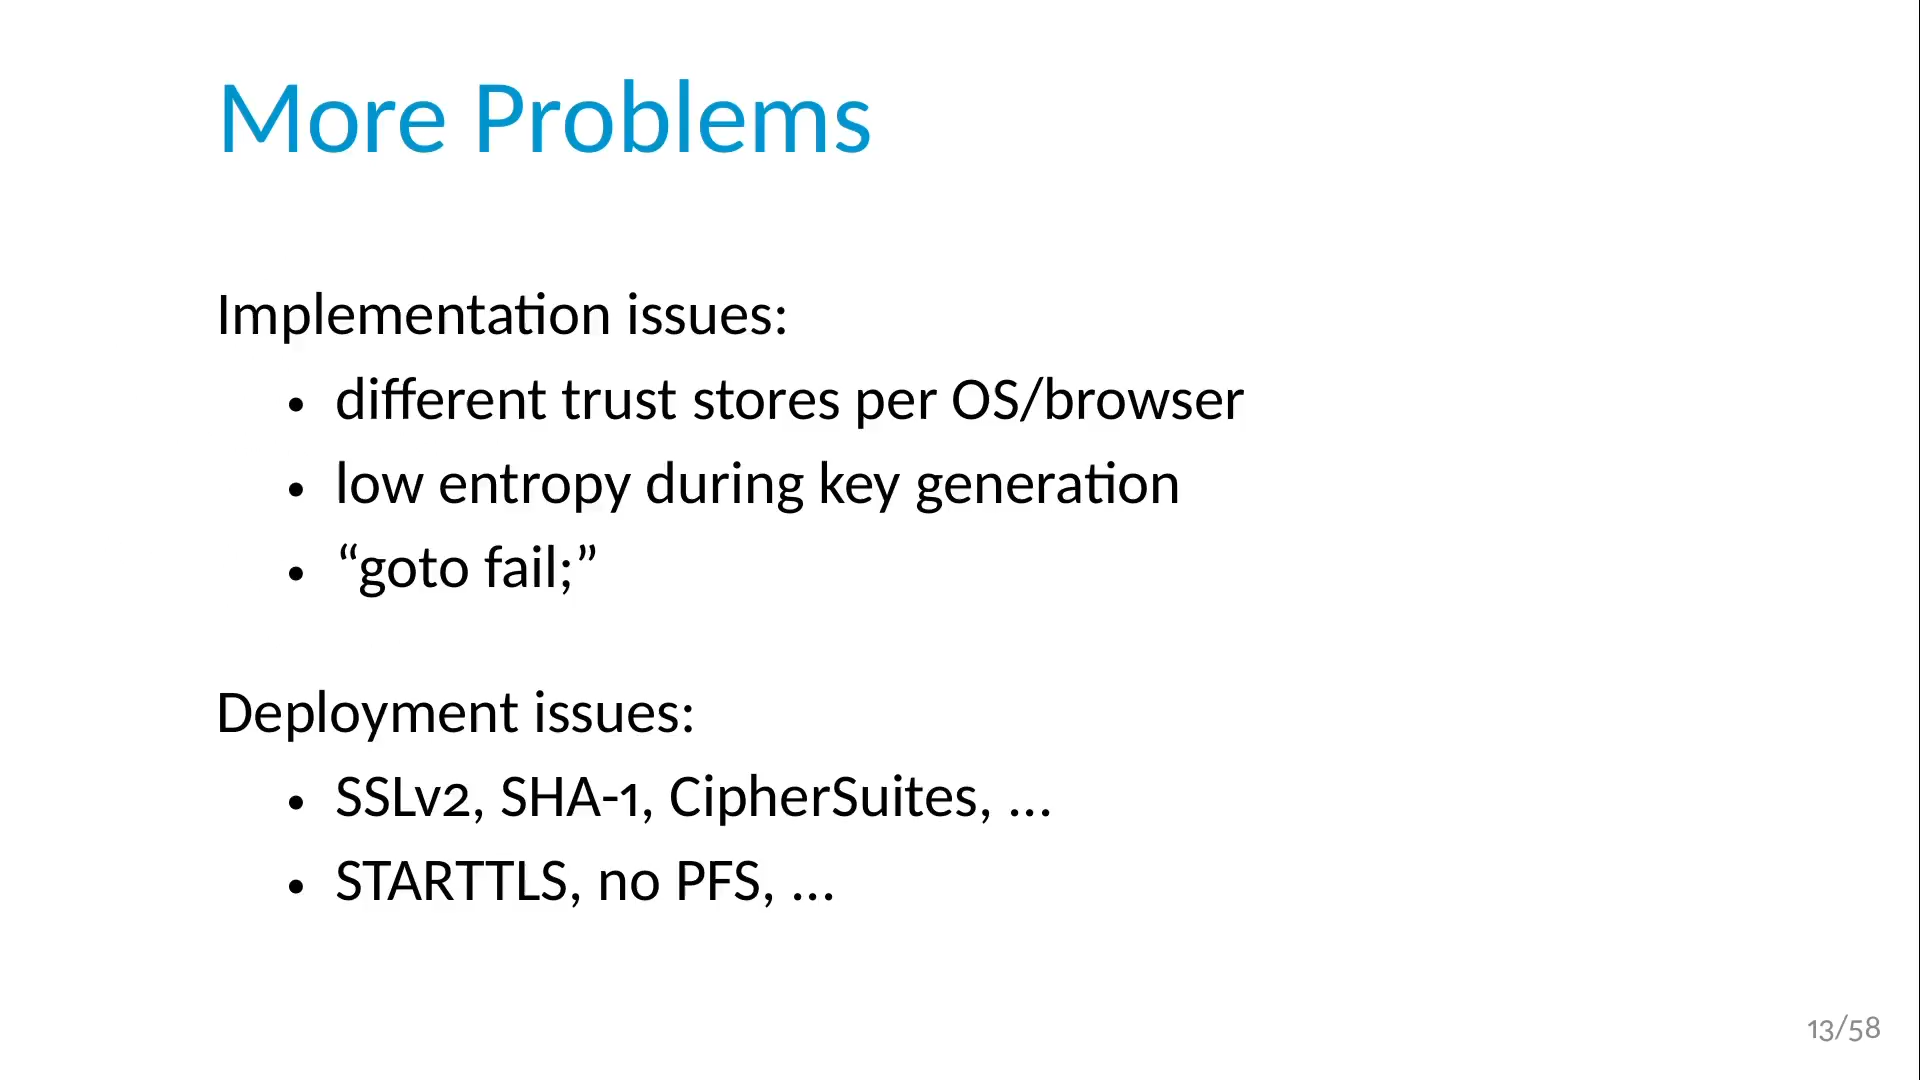 More Problems
Implementation issues:
• different trust stores per OS/browser
• low entropy during key generation
• “goto fail;”
Deployment issues:
• SSLv2, SHA-1, CipherSuites, ...
• STARTTLS, no PFS, ...
13/58